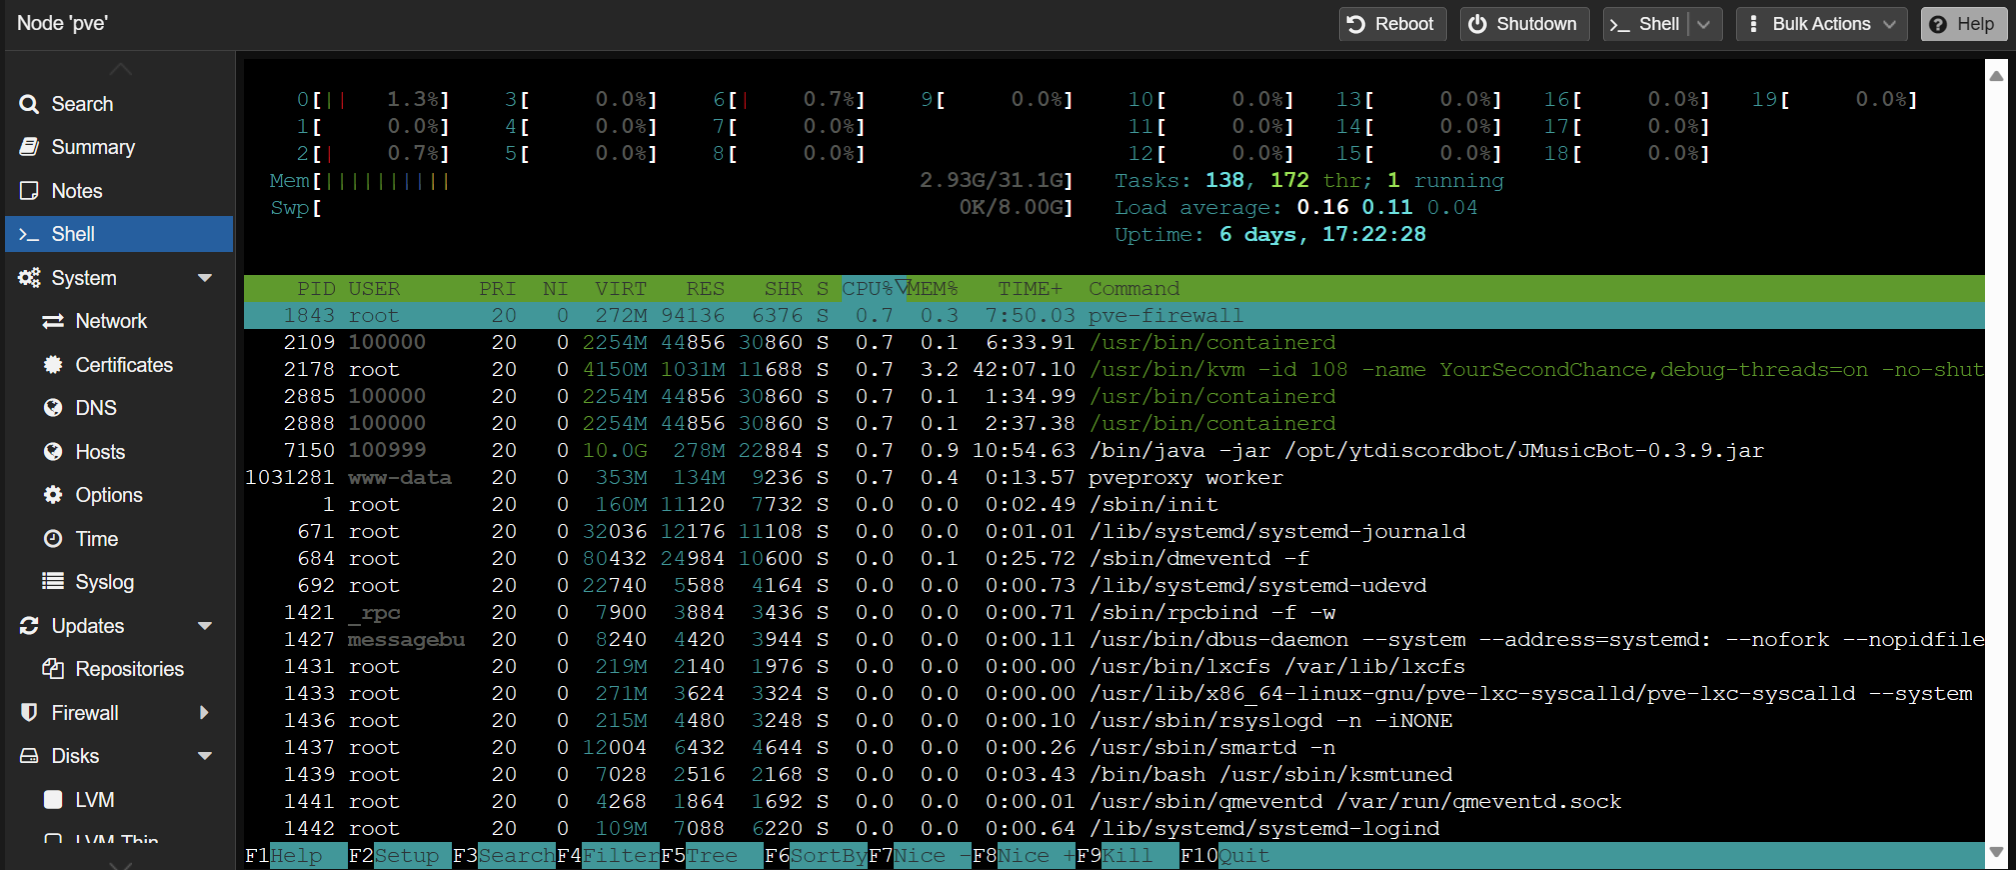 Node 'pve'
Reboot
Shutdown
Shell
Bulk Actions
Help
Search
Summary
Notes
Shell
System
Network
Certificates
DNS
Hosts
Options
Time
Syslog
Updates
Repositories
Firewall
Disks
LVM
LVM-Thin
0[|| 1.3%] 3[ 0.0%] 6[| 0.7%] 9[ 0.0%] 10[ 0.0%] 13[ 0.0%] 16[ 0.0%] 19[ 0.0%]
1[ 0.0%] 4[ 0.0%] 7[ 0.0%] 11[ 0.0%] 14[ 0.0%] 17[ 0.0%]
2[| 0.7%] 5[ 0.0%] 8[ 0.0%] 12[ 0.0%] 15[ 0.0%] 18[ 0.0%]
Mem[|||||||||| 2.93G/31.1G] Tasks: 138, 172 thr; 1 running
Swp[ 0K/8.00G] Load average: 0.16 0.11 0.04
Uptime: 6 days, 17:22:28
PID USER PRI NI VIRT RES SHR S CPU%▽MEM% TIME+ Command
1843 root 20 0 272M 94136 6376 S 0.7 0.3 7:50.03 pve-firewall
2109 100000 20 0 2254M 44856 30860 S 0.7 0.1 6:33.91 /usr/bin/containerd
2178 root 20 0 4150M 1031M 11688 S 0.7 3.2 42:07.10 /usr/bin/kvm -id 108 -name YourSecondChance,debug-threads=on -no-shut
2885 100000 20 0 2254M 44856 30860 S 0.7 0.1 1:34.99 /usr/bin/containerd
2888 100000 20 0 2254M 44856 30860 S 0.7 0.1 2:37.38 /usr/bin/containerd
7150 100999 20 0 10.0G 278M 22884 S 0.7 0.9 10:54.63 /bin/java -jar /opt/ytdiscordbot/JMusicBot-0.3.9.jar
1031281 www-data 20 0 353M 134M 9236 S 0.7 0.4 0:13.57 pveproxy worker
1 root 20 0 160M 11120 7732 S 0.0 0.0 0:02.49 /sbin/init
671 root 20 0 32036 12176 11108 S 0.0 0.0 0:01.01 /lib/systemd/systemd-journald
684 root 20 0 80432 24984 10600 S 0.0 0.1 0:25.72 /sbin/dmeventd -f
692 root 20 0 22740 5588 4164 S 0.0 0.0 0:00.73 /lib/systemd/systemd-udevd
1421 _rpc 20 0 7900 3884 3436 S 0.0 0.0 0:00.71 /sbin/rpcbind -f -w
1427 messagebu 20 0 8240 4420 3944 S 0.0 0.0 0:00.11 /usr/bin/dbus-daemon --system --address=systemd: --nofork --nopidfile
1431 root 20 0 219M 2140 1976 S 0.0 0.0 0:00.00 /usr/bin/lxcfs /var/lib/lxcfs
1433 root 20 0 271M 3624 3324 S 0.0 0.0 0:00.00 /usr/lib/x86_64-linux-gnu/pve-lxc-syscalld/pve-lxc-syscalld --system
1436 root 20 0 215M 4480 3248 S 0.0 0.0 0:00.10 /usr/sbin/rsyslogd -n -iNONE
1437 root 20 0 12004 6432 4644 S 0.0 0.0 0:00.26 /usr/sbin/smartd -n
1439 root 20 0 7028 2516 2168 S 0.0 0.0 0:03.43 /bin/bash /usr/sbin/ksmtuned
1441 root 20 0 4268 1864 1692 S 0.0 0.0 0:00.01 /usr/sbin/qmeventd /var/run/qmeventd.sock
1442 root 20 0 109M 7088 6220 S 0.0 0.0 0:00.64 /lib/systemd/systemd-logind
F1Help F2Setup F3SearchF4FilterF5Tree F6SortByF7Nice -F8Nice +F9Kill F10Quit